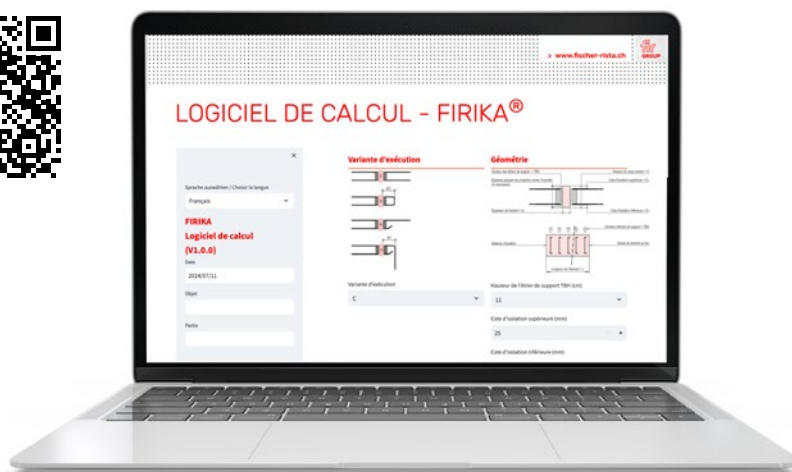 > www.fischer-rista.ch
fir
GROUP
LOGICIEL DE CALCUL - FIRIKA®
×
Sprache auswählen / Choisir la langue
Français
FIRIKA
Logiciel de calcul
(V1.0.0)
Date
2024/07/11
Objet
Partie
Variante d'exécution
Variante d'exécution
C
Géométrie
Hauteur de l'étrier de support TBH (cm)
11
Cote d'isolation supérieure (mm)
25
Cote d'isolation inférieure (mm)